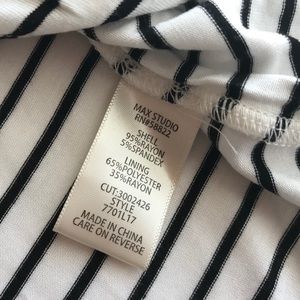 MAX STUDIO
RN#58822
SHELL
95%RAYON
5%SPANDEX
LINING
65%POLYESTER
35%RAYON
CUT:3002426
STYLE
7701L17
MADE IN CHINA
CARE ON REVERSE